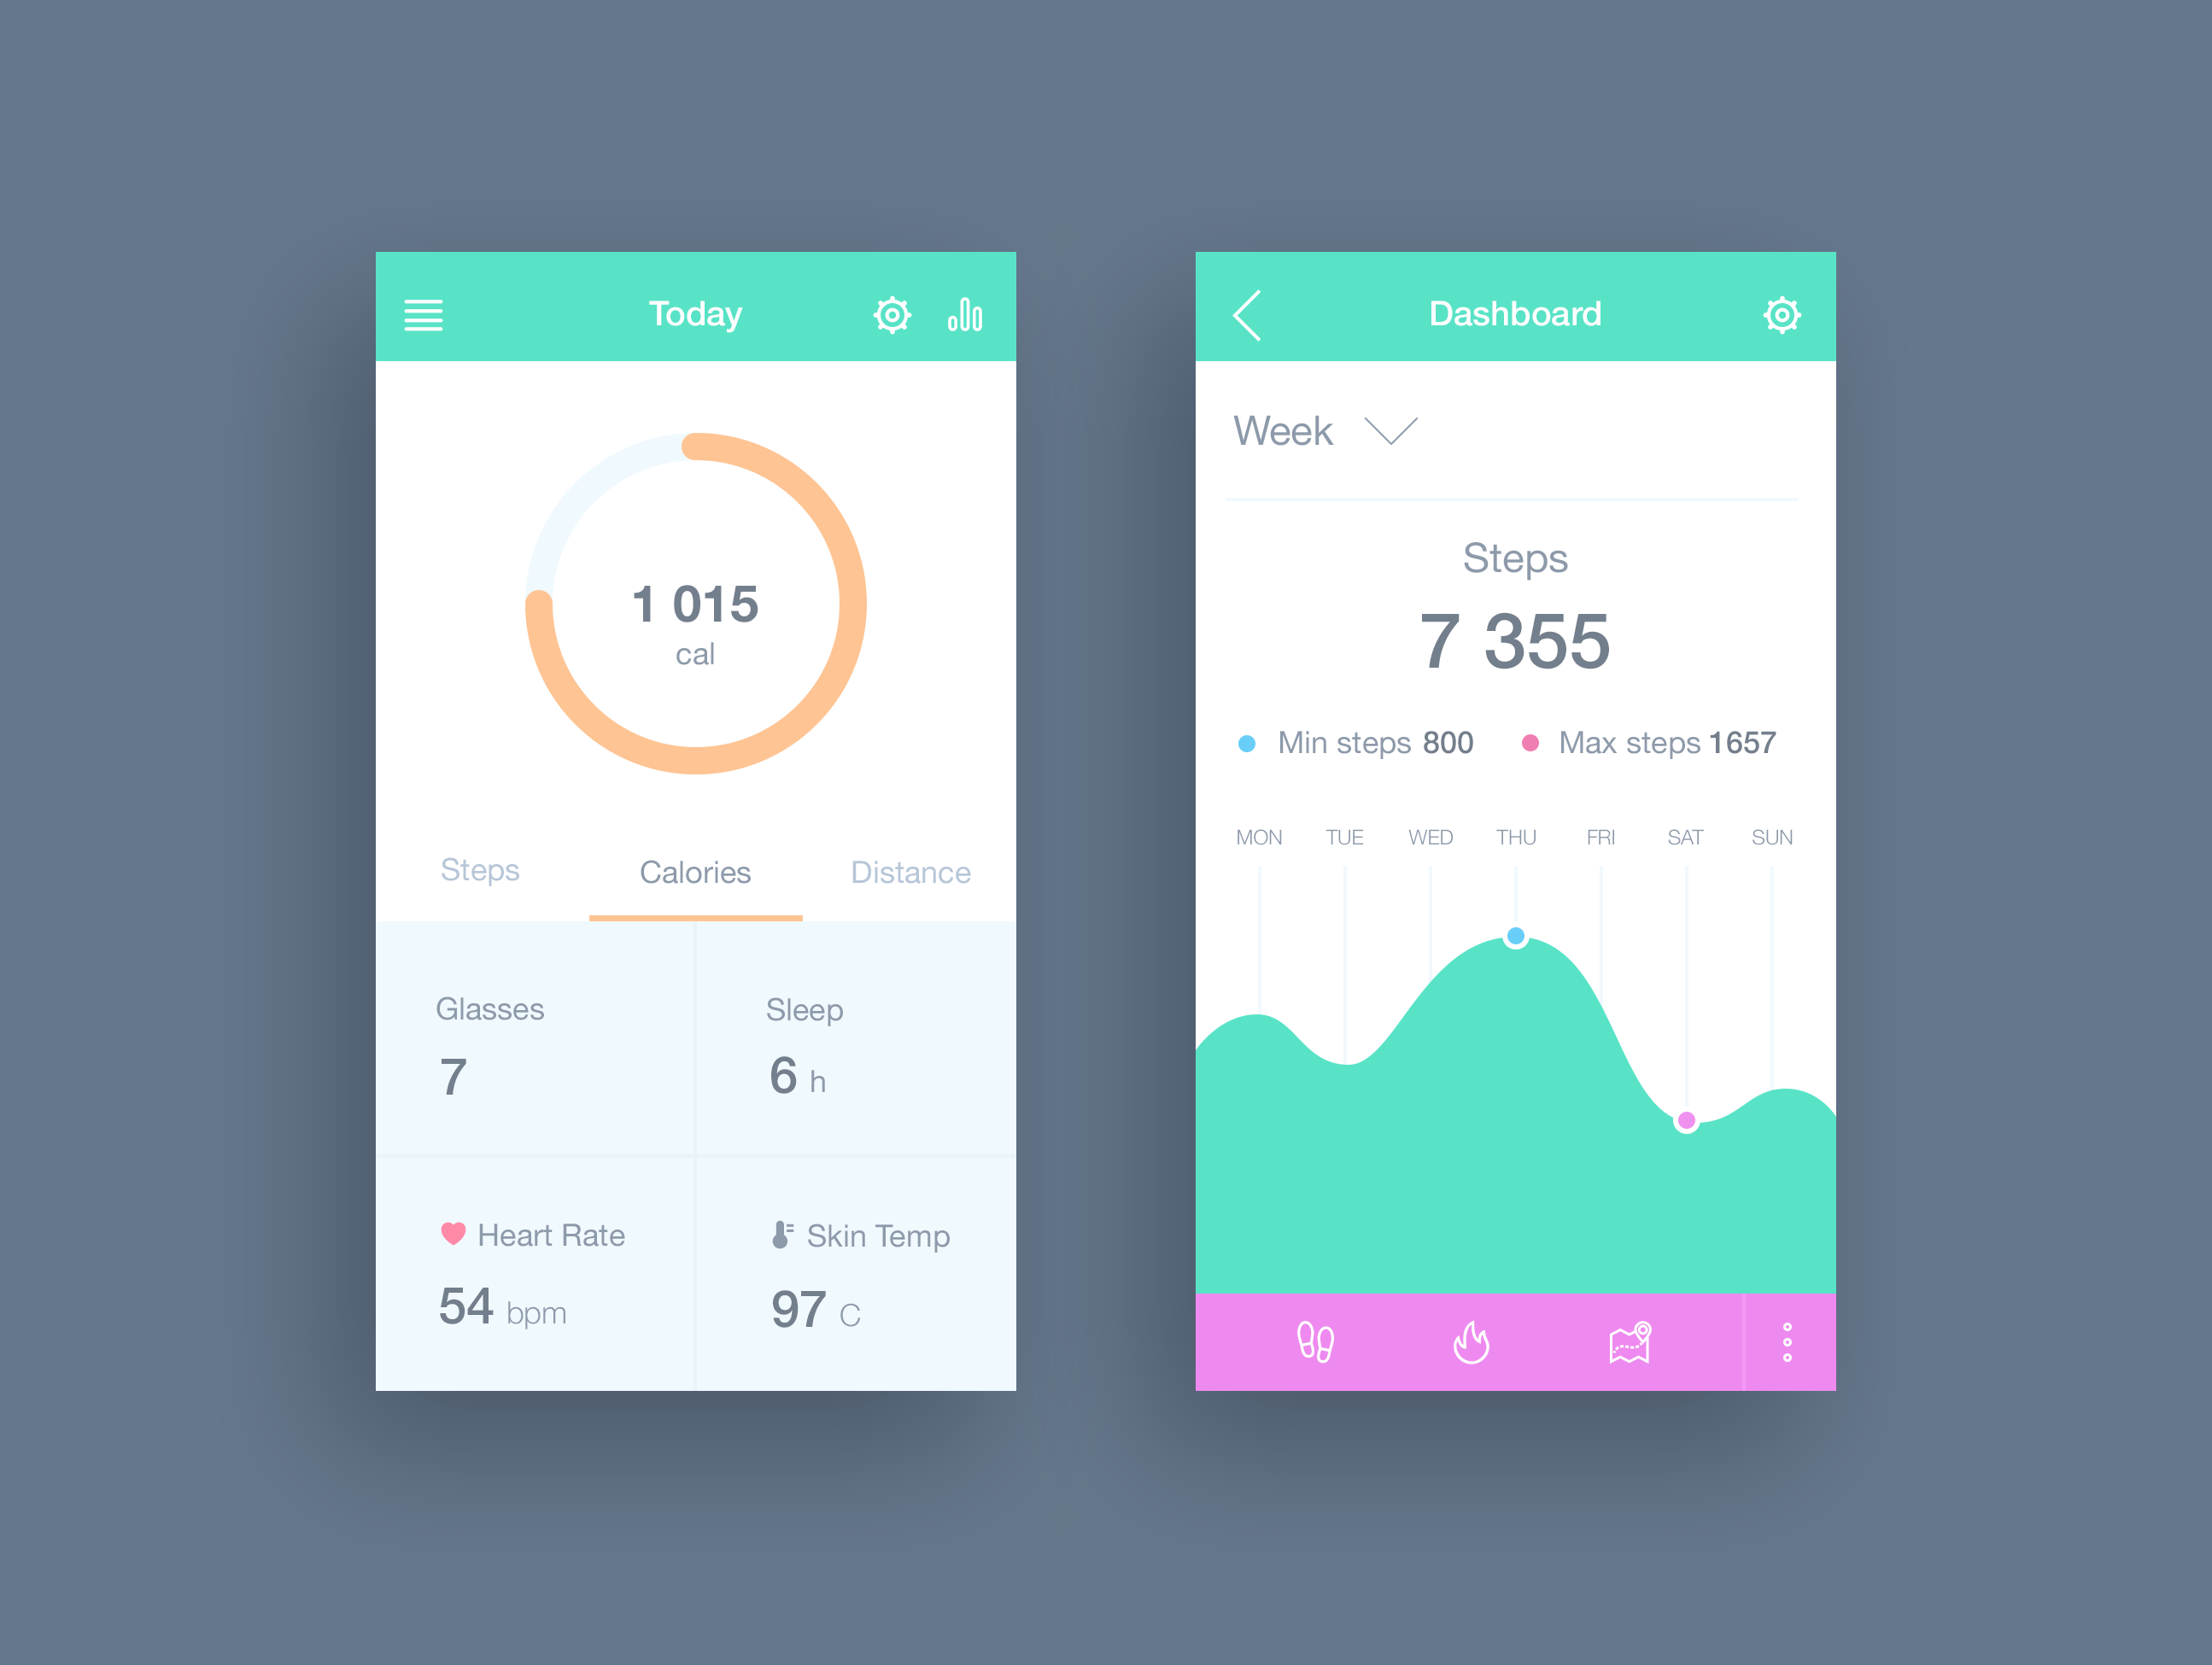 Today
1 015
cal
Steps Calories Distance
Glasses Sleep
7 6 h
Heart Rate Skin Temp
54 bpm 97 C
Dashboard
Week
Steps
7 355
Min steps 800 Max steps 1657
MON TUE WED THU FRI SAT SUN